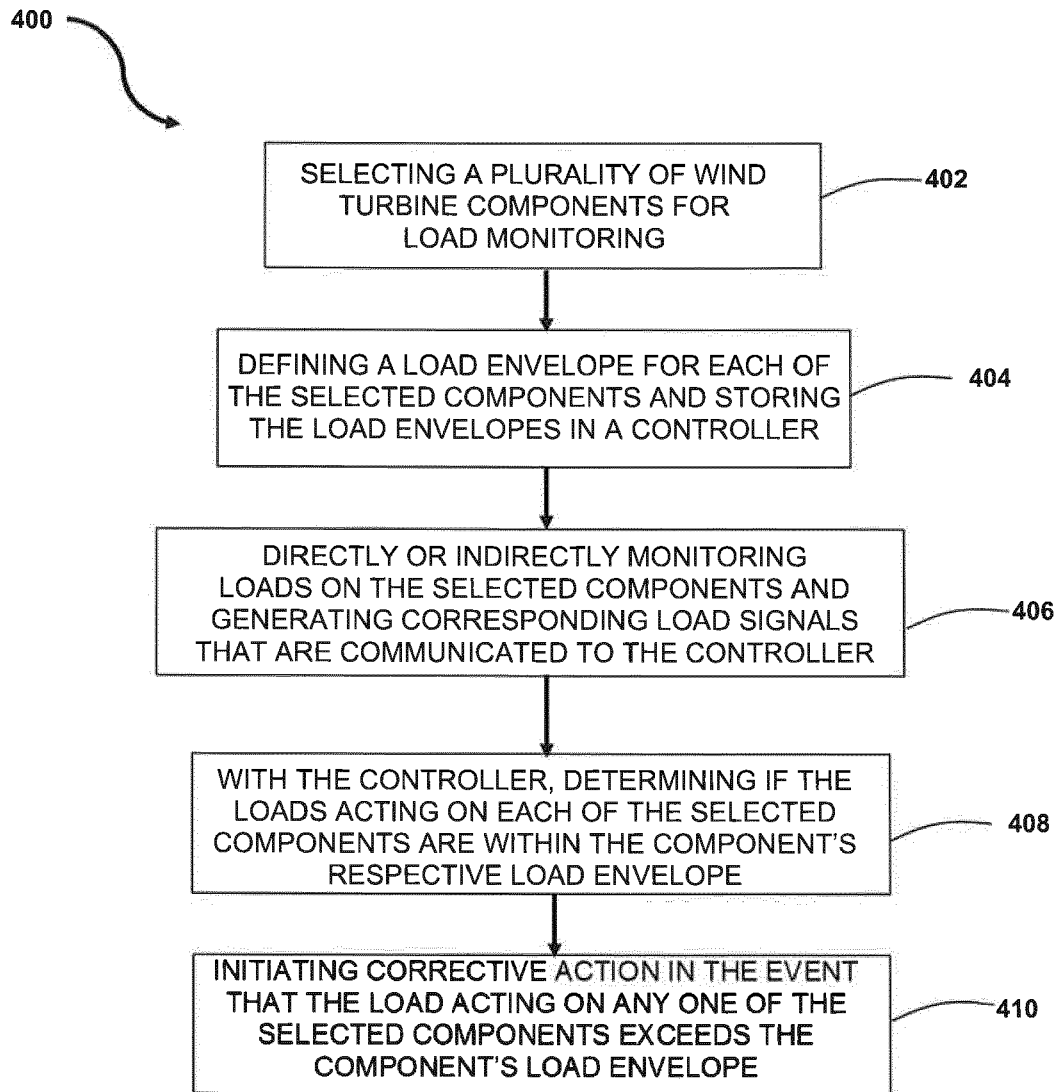 400
SELECTING A PLURALITY OF WIND
TURBINE COMPONENTS FOR
LOAD MONITORING
402
DEFINING A LOAD ENVELOPE FOR EACH OF
THE SELECTED COMPONENTS AND STORING
THE LOAD ENVELOPES IN A CONTROLLER
404
DIRECTLY OR INDIRECTLY MONITORING
LOADS ON THE SELECTED COMPONENTS AND
GENERATING CORRESPONDING LOAD SIGNALS
THAT ARE COMMUNICATED TO THE CONTROLLER
406
WITH THE CONTROLLER, DETERMINING IF THE
LOADS ACTING ON EACH OF THE SELECTED
COMPONENTS ARE WITHIN THE COMPONENT'S
RESPECTIVE LOAD ENVELOPE
408
INITIATING CORRECTIVE ACTION IN THE EVENT
THAT THE LOAD ACTING ON ANY ONE OF THE
SELECTED COMPONENTS EXCEEDS THE
COMPONENT'S LOAD ENVELOPE
410